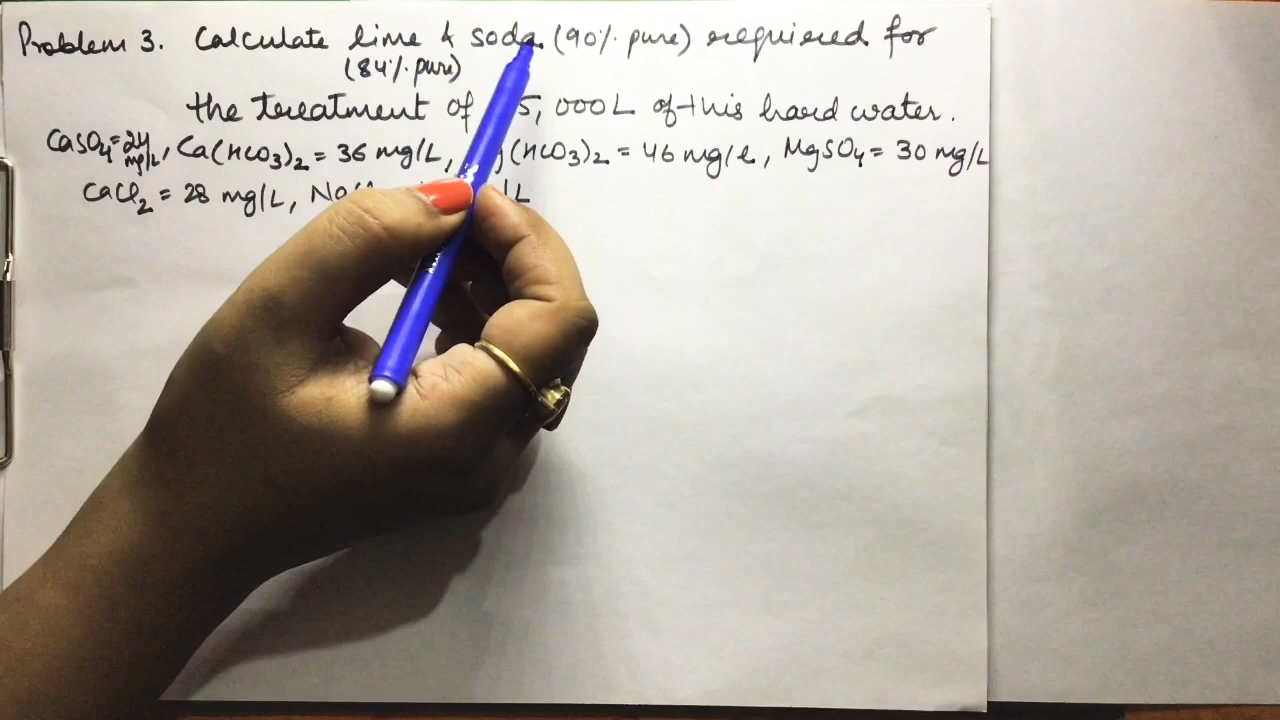 Problem 3. Calculate lime & soda (90% pure) required for
(84% pure)
the treatment of 5,000L of this hard water.
CaSO4=24 mg/L, Ca(HCO3)2 = 36 mg/L, (HCO3)2 = 46 mg/l, MgSO4 = 30 mg/L
CaCl2 = 28 mg/L, /L